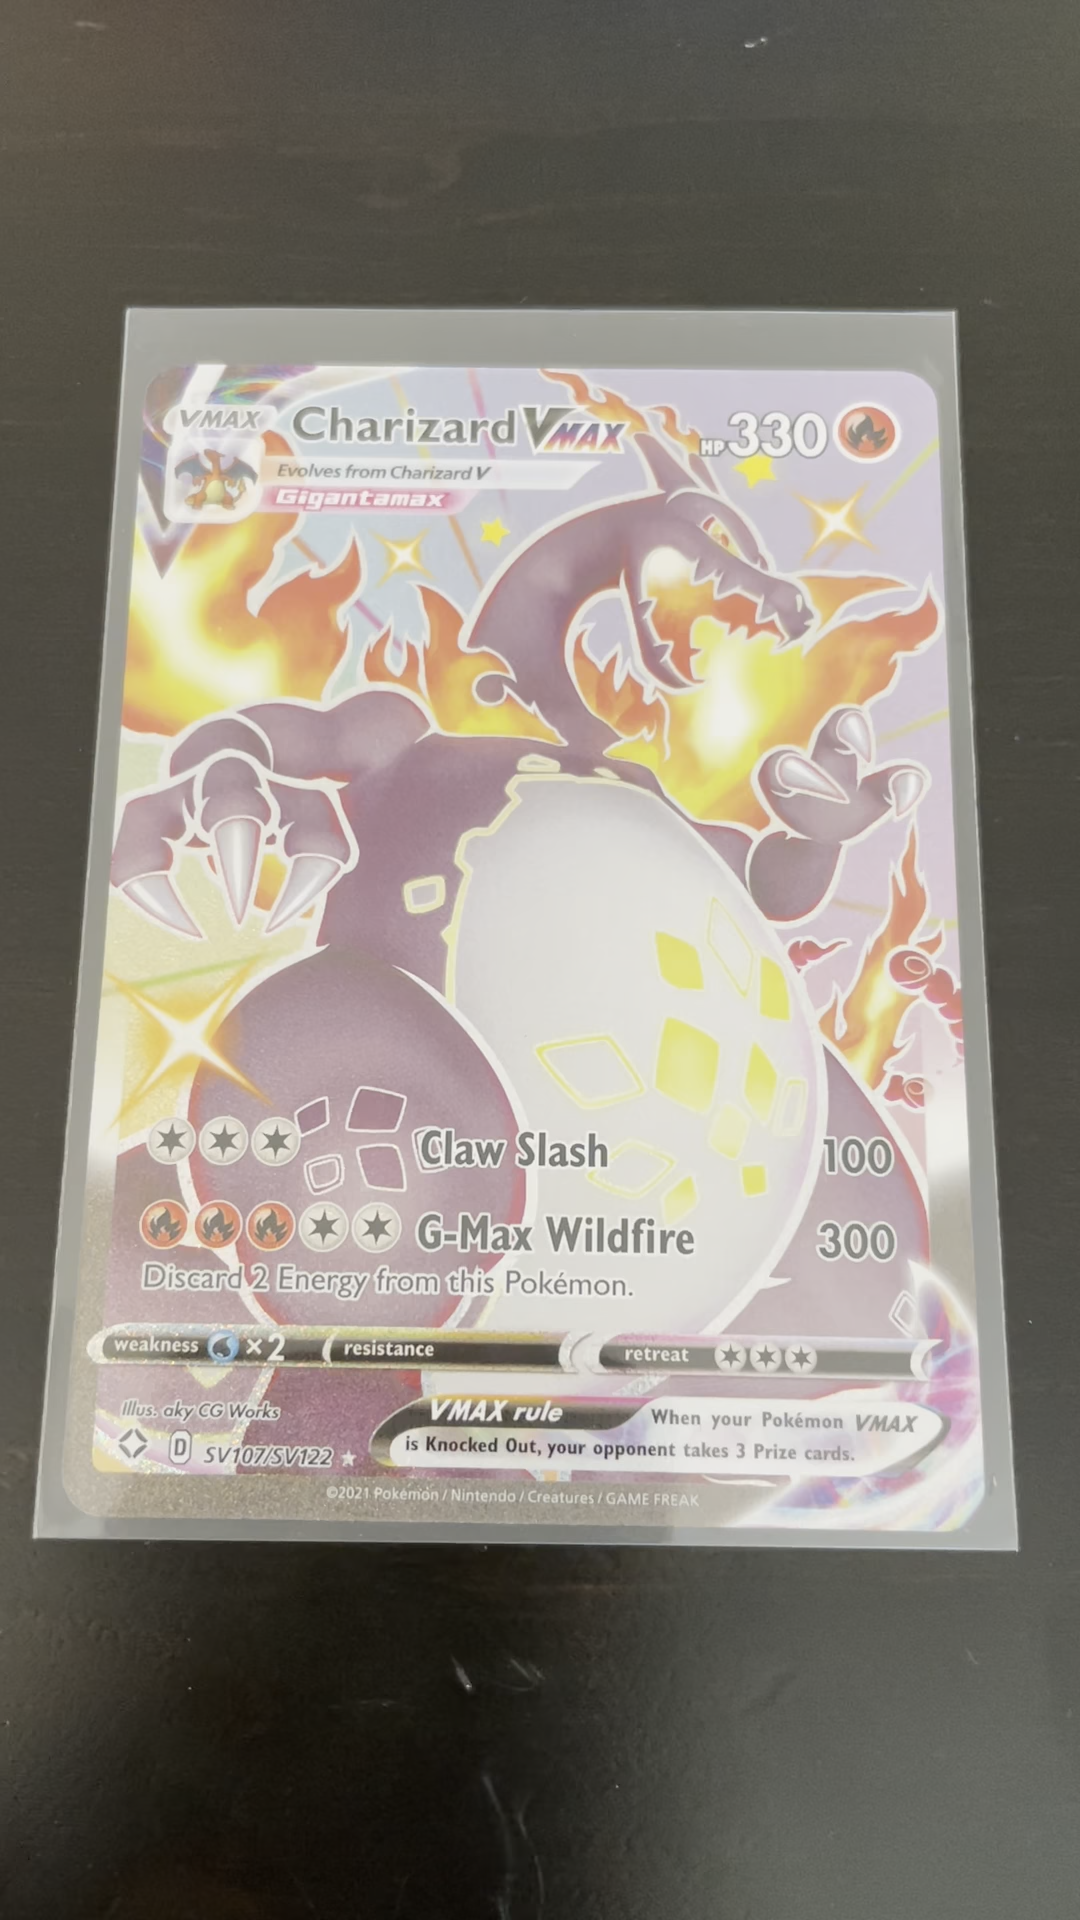 VMAX Charizard VMAX HP 330
Evolves from Charizard V
Gigantamax
Claw Slash 100
G-Max Wildfire 300
Discard 2 Energy from this Pokémon.
weakness ×2 resistance retreat
Illus. aky CG Works
VMAX rule When your Pokémon VMAX
is Knocked Out, your opponent takes 3 Prize cards.
D SV107/SV122
©2021 Pokémon / Nintendo / Creatures / GAME FREAK